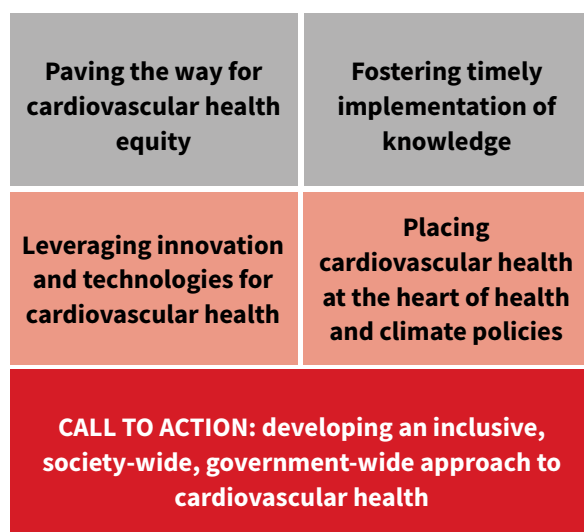 Paving the way for
cardiovascular health
equity
Fostering timely
implementation of
knowledge
Leveraging innovation
and technologies for
cardiovascular health
Placing
cardiovascular health
at the heart of health
and climate policies
CALL TO ACTION: developing an inclusive,
society-wide, government-wide approach to
cardiovascular health